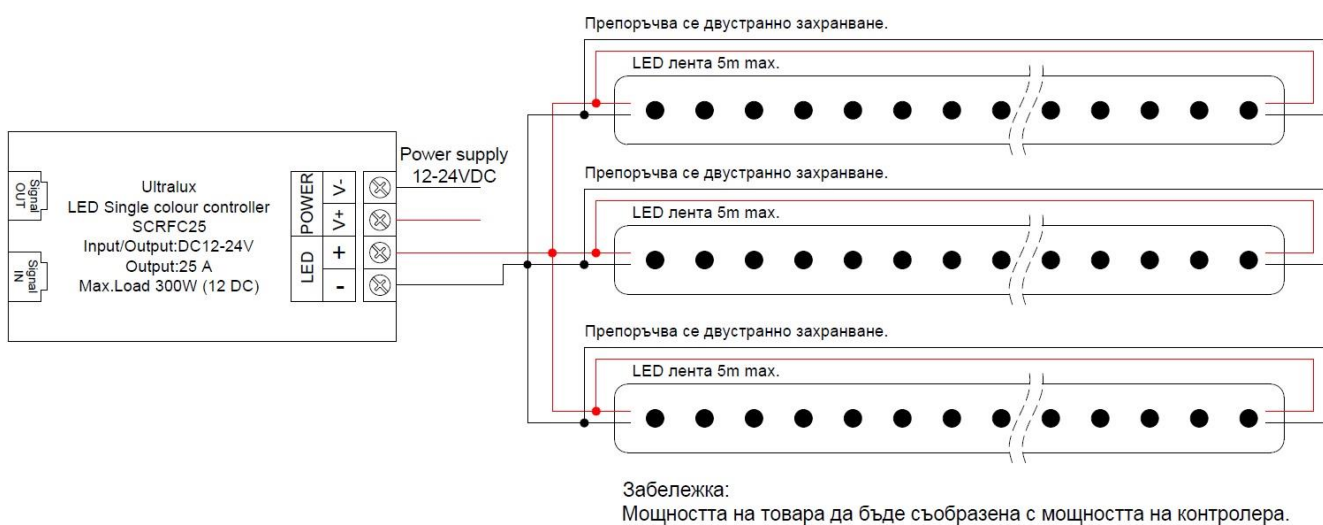 Препоръчва се двустранно захранване.
LED лента 5m max.
Power supply
12-24VDC
Signal
OUT
Signal
IN
Ultralux
LED Single colour controller
SCRFC25
Input/Output:DC12-24V
Output:25 A
Max.Load 300W (12 DC)
POWER
V-
V+
LED
+
-
Препоръчва се двустранно захранване.
LED лента 5m max.
Препоръчва се двустранно захранване.
LED лента 5m max.
Забележка:
Мощността на товара да бъде съобразена с мощността на контролера.